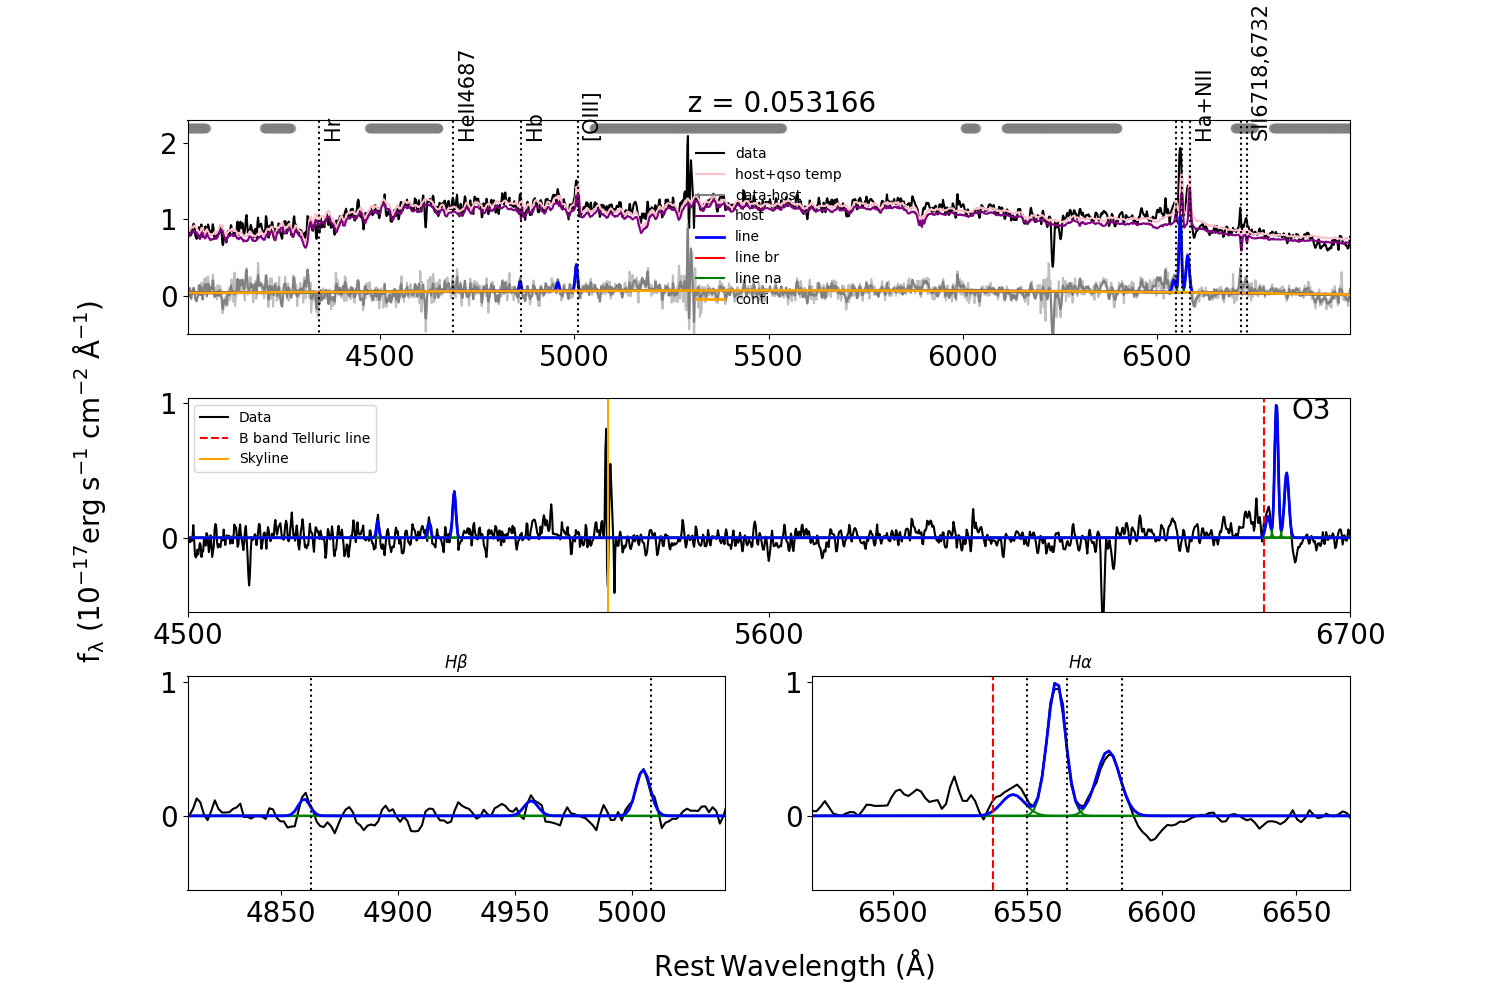 z = 0.053166
Hr
HeII4687
Hb
[OIII]
Ha+NII
SII6718,6732
2
1
0
data
host+qso temp
data-host
host
line
line br
line na
conti
4500
5000
5500
6000
6500
f_λ (10^−17 erg s^−1 cm^−2 Å^−1)
1
0
Data
B band Telluric line
Skyline
O3
4500
5600
6700
Hβ
1
0
4850
4900
4950
5000
Hα
1
0
6500
6550
6600
6650
Rest Wavelength (Å)